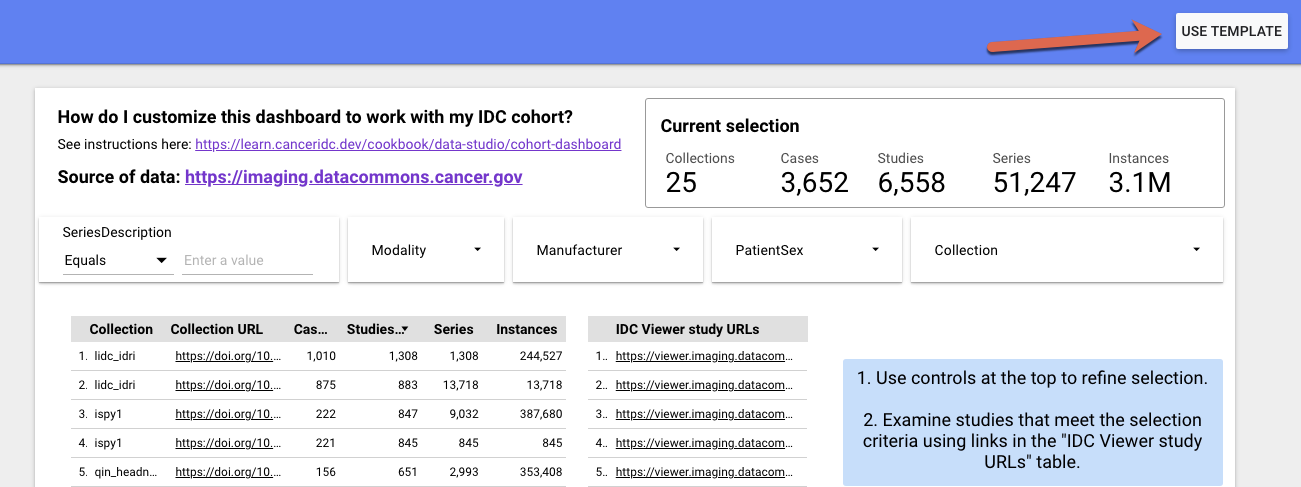 USE TEMPLATE
How do I customize this dashboard to work with my IDC cohort?
See instructions here: https://learn.canceridc.dev/cookbook/data-studio/cohort-dashboard
Source of data: https://imaging.datacommons.cancer.gov
Current selection
Collections Cases Studies Series Instances
25 3,652 6,558 51,247 3.1M
SeriesDescription
Equals Enter a value
Modality Manufacturer PatientSex Collection
Collection Collection URL Cas... Studies... Series Instances
1. lidc_idri https://doi.org/10.... 1,010 1,308 1,308 244,527
2. lidc_idri https://doi.org/10.... 875 883 13,718 13,718
3. ispy1 https://doi.org/10.... 222 847 9,032 387,680
4. ispy1 https://doi.org/10.... 221 845 845 845
5. qin_headn... https://doi.org/10.... 156 651 2,993 353,408
IDC Viewer study URLs
1.. https://viewer.imaging.datacom...
2.. https://viewer.imaging.datacom...
3.. https://viewer.imaging.datacom...
4.. https://viewer.imaging.datacom...
5.. https://viewer.imaging.datacom...
1. Use controls at the top to refine selection.
2. Examine studies that meet the selection
criteria using links in the "IDC Viewer study
URLs" table.